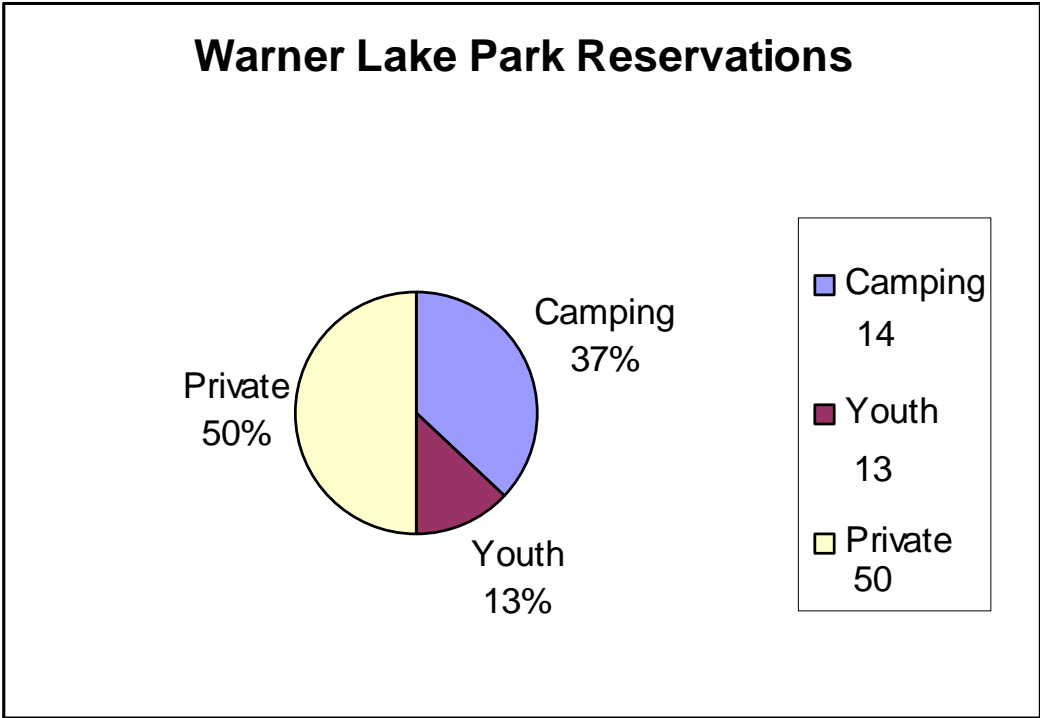 Warner Lake Park Reservations
Camping
37%
Private
50%
Youth
13%
Camping
14
Youth
13
Private
50